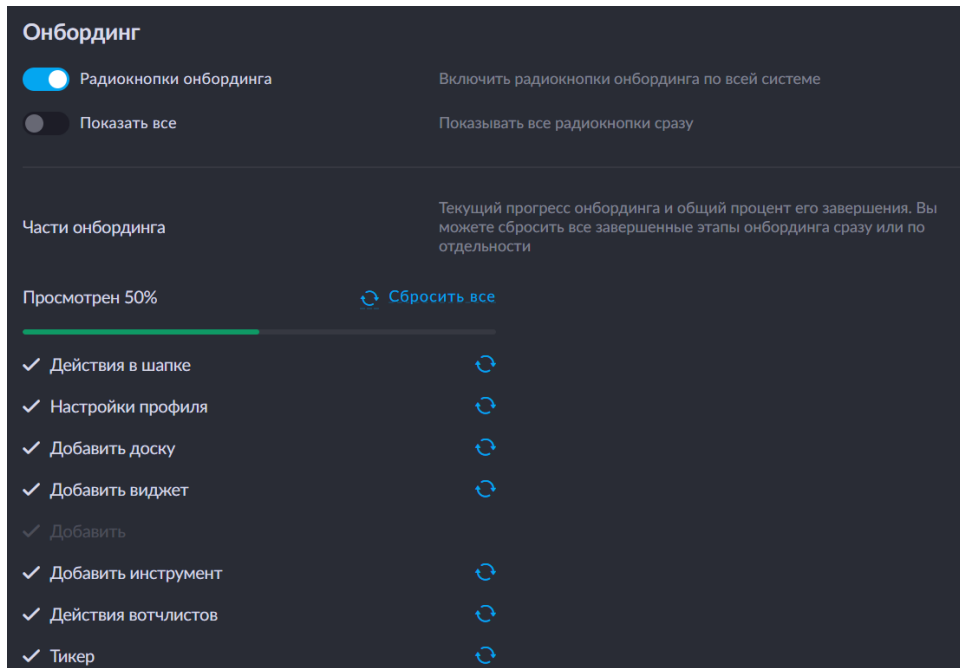 Онбординг
Радиокнопки онбординга
Включить радиокнопки онбординга по всей системе
Показать все
Показывать все радиокнопки сразу
Части онбординга
Текущий прогресс онбординга и общий процент его завершения. Вы
можете сбросить все завершенные этапы онбординга сразу или по
отдельности
Просмотрен 50%
Сбросить все
Действия в шапке
Настройки профиля
Добавить доску
Добавить виджет
Добавить
Добавить инструмент
Действия вотчлистов
Тикер